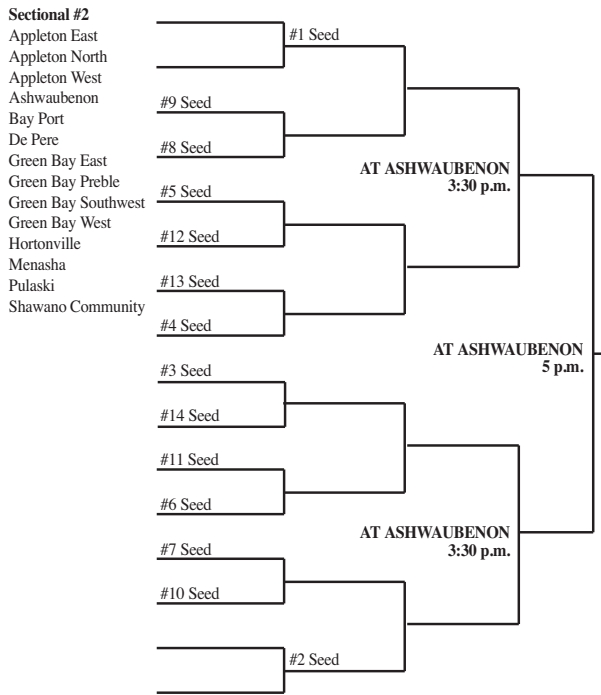 Sectional #2
Appleton East
Appleton North
Appleton West
Ashwaubenon
Bay Port
De Pere
Green Bay East
Green Bay Preble
Green Bay Southwest
Green Bay West
Hortonville
Menasha
Pulaski
Shawano Community
#1 Seed
#9 Seed
#8 Seed
#5 Seed
#12 Seed
#13 Seed
#4 Seed
#3 Seed
#14 Seed
#11 Seed
#6 Seed
#7 Seed
#10 Seed
#2 Seed
AT ASHWAUBENON
3:30 p.m.
AT ASHWAUBENON
3:30 p.m.
AT ASHWAUBENON
5 p.m.